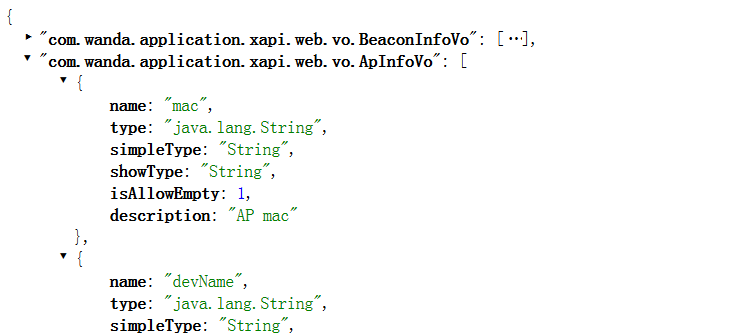 {
"com.wanda.application.xapi.web.vo.BeaconInfoVo": […],
"com.wanda.application.xapi.web.vo.ApInfoVo": [
{
name: "mac",
type: "java.lang.String",
simpleType: "String",
showType: "String",
isAllowEmpty: 1,
description: "AP mac"
},
{
name: "devName",
type: "java.lang.String",
simpleType: "String",